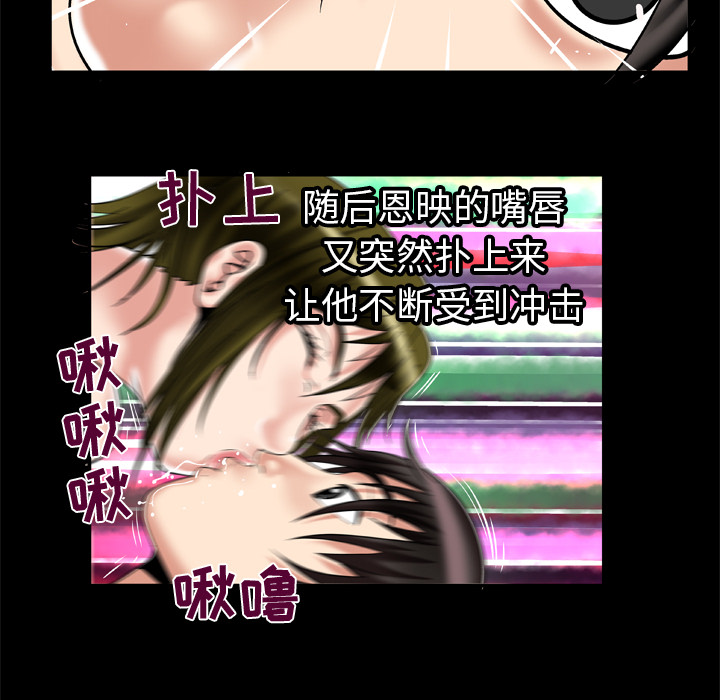 扑上
随后恩映的嘴唇
又突然扑上来
让他不断受到冲击
啾
啾
啾
啾噜